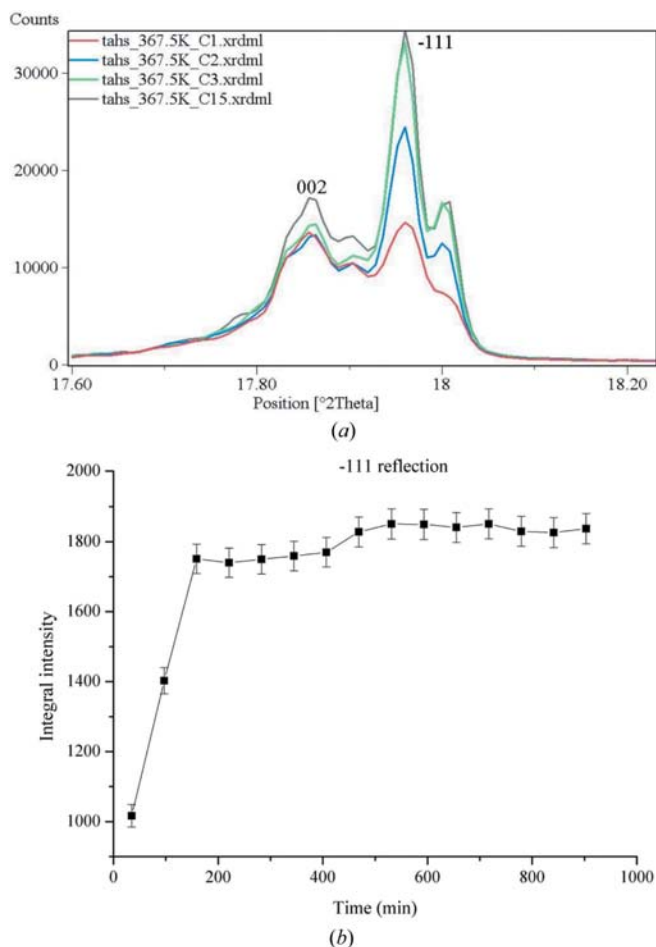 Counts
tahs_367.5K_C1.xrdml
tahs_367.5K_C2.xrdml
tahs_367.5K_C3.xrdml
tahs_367.5K_C15.xrdml
-111
002
30000
20000
10000
0
17.60
17.80
18
18.20
Position [°2Theta]
(a)
-111 reflection
2000
1800
1600
1400
1200
1000
Integral intensity
0
200
400
600
800
1000
Time (min)
(b)